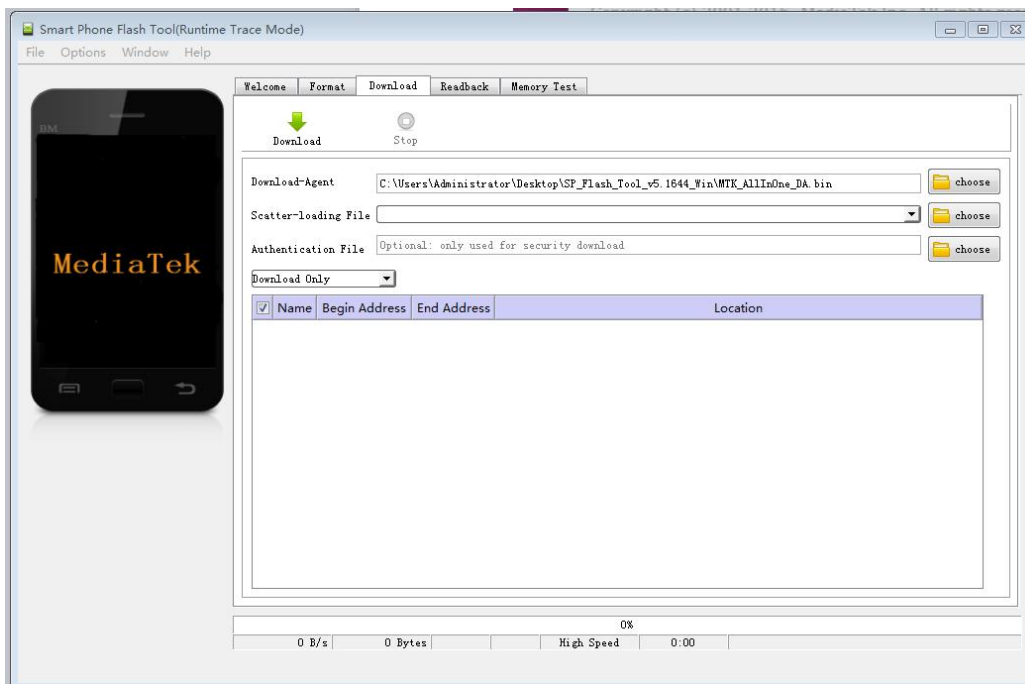 Smart Phone Flash Tool(Runtime Trace Mode)
File Options Window Help
Welcome Format Download Readback Memory Test
BM
Download Stop
Download-Agent C:\Users\Administrator\Desktop\SP_Flash_Tool_v5.1644_Win\MTK_AllInOne_DA.bin choose
Scatter-loading File choose
Authentication File Optional: only used for security download choose
MediaTek
Download Only
Name Begin Address End Address Location
0%
0 B/s 0 Bytes High Speed 0:00